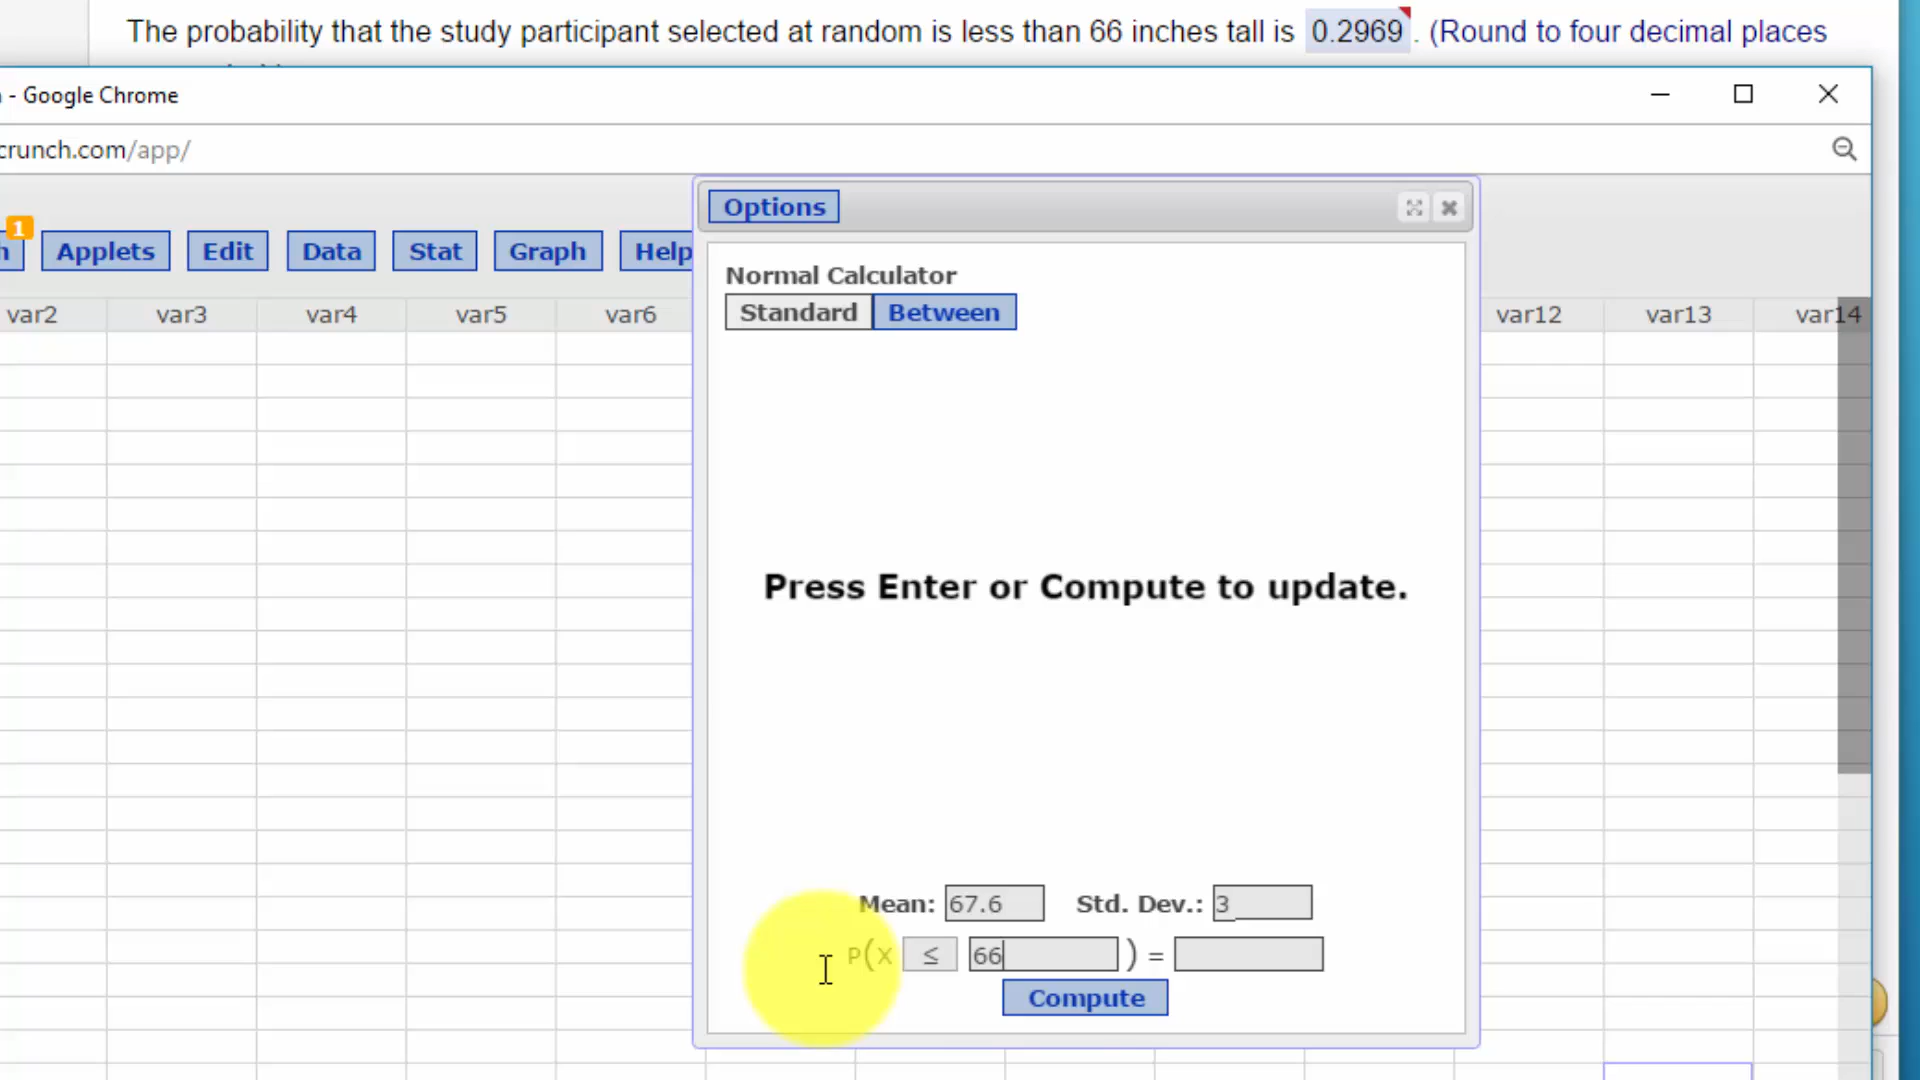 The probability that the study participant selected at random is less than 66 inches tall is 0.2969 . (Round to four decimal places
- Google Chrome
crunch.com/app/
Options
1
h Applets Edit Data Stat Graph Help
Normal Calculator
Standard Between
var2 var3 var4 var5 var6 var12 var13 var14
Press Enter or Compute to update.
Mean: 67.6 Std. Dev.: 3
P(X ≤ 66 ) =
Compute